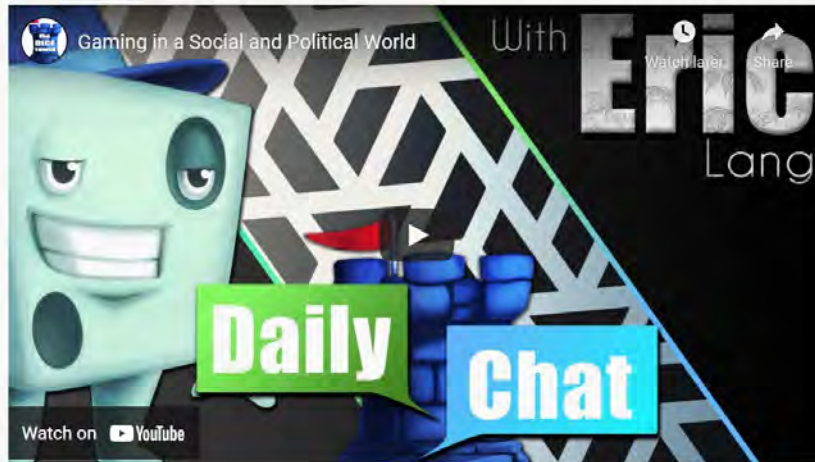 Gaming in a Social and Political World
With Eric Lang
Watch later
Share
Daily
Chat
Watch on YouTube